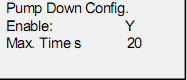 Pump Down Config.
Enable: Y
Max. Time s 20